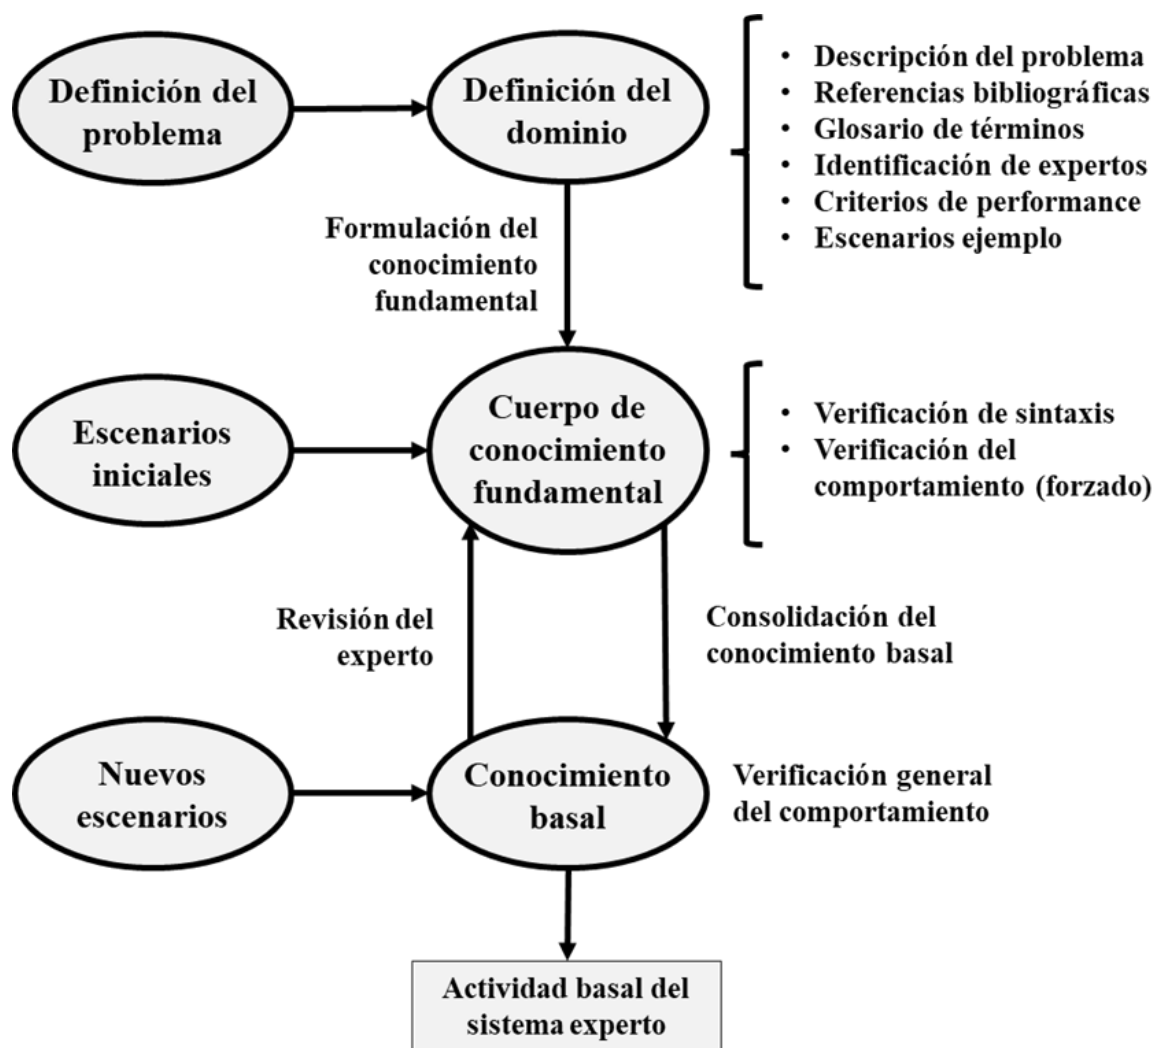 Definición del
problema
Definición del
dominio
• Descripción del problema
• Referencias bibliográficas
• Glosario de términos
• Identificación de expertos
• Criterios de performance
• Escenarios ejemplo
Formulación del
conocimiento
fundamental
Escenarios
iniciales
Cuerpo de
conocimiento
fundamental
• Verificación de sintaxis
• Verificación del
comportamiento (forzado)
Revisión del
experto
Consolidación del
conocimiento basal
Nuevos
escenarios
Conocimiento
basal
Verificación general
del comportamiento
Actividad basal del
sistema experto